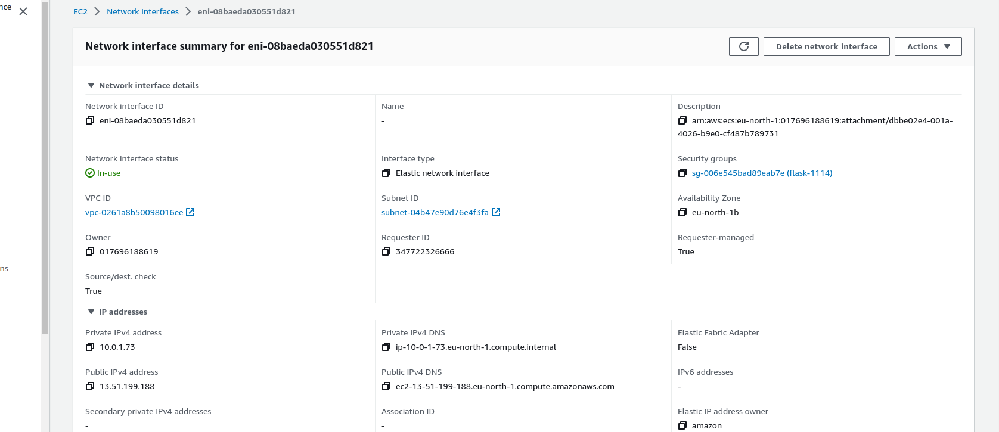 nce
EC2 Network interfaces eni-08baeda030551d821
Network interface summary for eni-08baeda030551d821
Delete network interface
Actions
Network interface details
Network interface ID
eni-08baeda030551d821
Name
-
Description
arn:aws:ecs:eu-north-1:017696188619:attachment/dbbe02e4-001a-
4026-b9e0-cf487b789731
Network interface status
In-use
Interface type
Elastic network interface
Security groups
sg-006e545bad89eab7e (flask-1114)
VPC ID
vpc-0261a8b50098016ee
Subnet ID
subnet-04b47e90d76e4f3fa
Availability Zone
eu-north-1b
Owner
017696188619
Requester ID
347722326666
Requester-managed
True
ns
Source/dest. check
True
IP addresses
Private IPv4 address
10.0.1.73
Private IPv4 DNS
ip-10-0-1-73.eu-north-1.compute.internal
Elastic Fabric Adapter
False
Public IPv4 address
13.51.199.188
Public IPv4 DNS
ec2-13-51-199-188.eu-north-1.compute.amazonaws.com
IPv6 addresses
-
Secondary private IPv4 addresses
-
Association ID
-
Elastic IP address owner
amazon